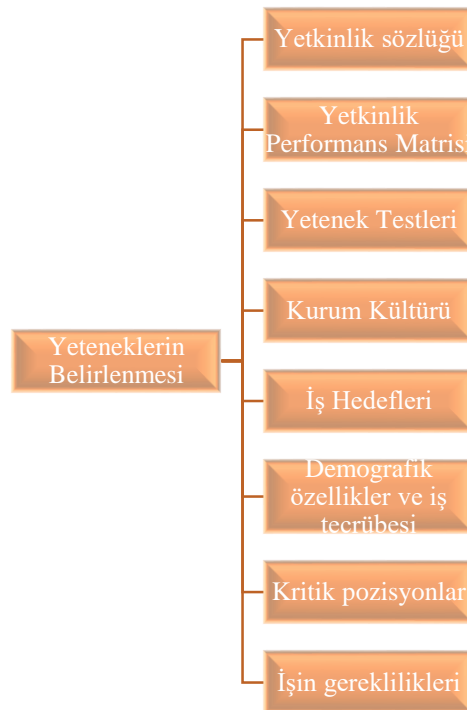 Yetkinlik sözlüğü
Yetkinlik
Performans Matrisi
Yetenek Testleri
Kurum Kültürü
Yeteneklerin
Belirlenmesi
İş Hedefleri
Demografik
özellikler ve iş
tecrübesi
Kritik pozisyonlar
İşin gereklilikleri